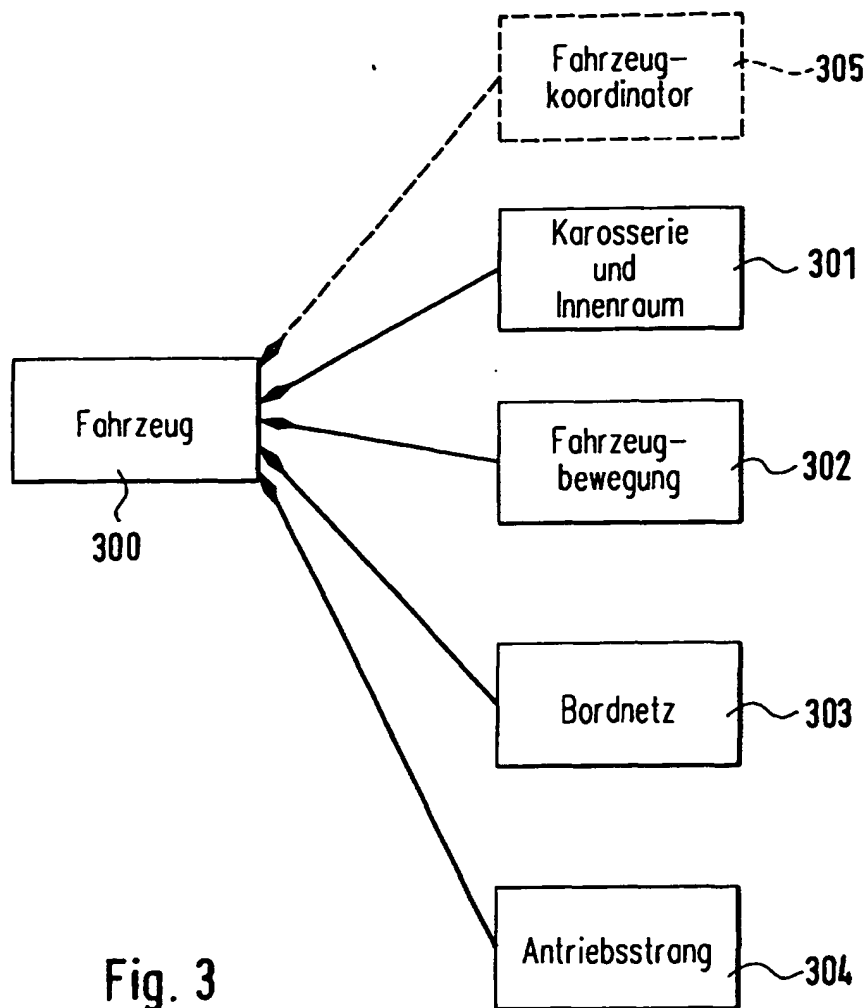 Fahrzeug-
koordinator
305
Karosserie
und
Innenraum
301
Fahrzeug
300
Fahrzeug-
bewegung
302
Bordnetz
303
Antriebsstrang
304
Fig. 3